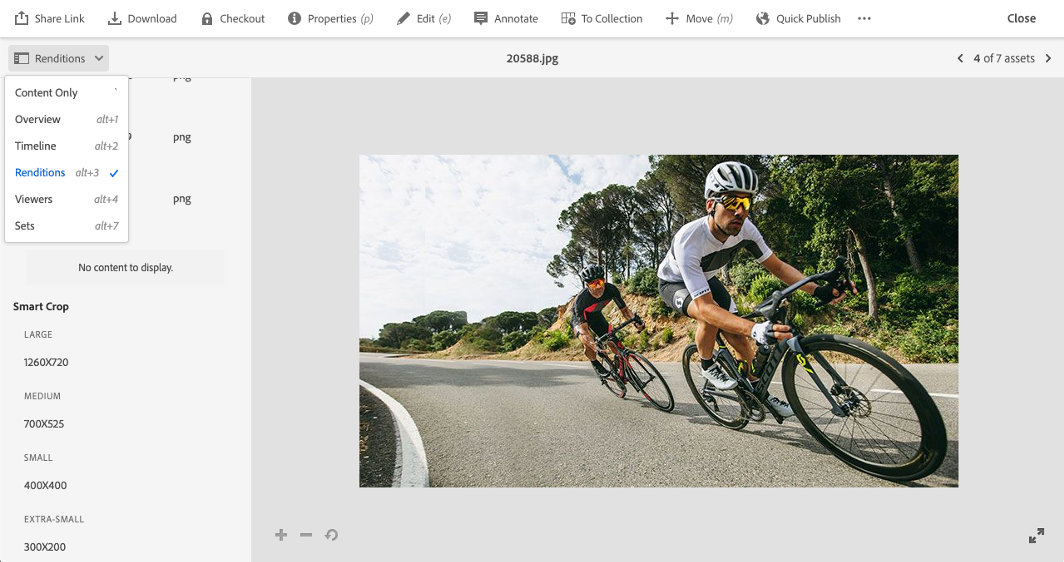 Share Link Download Checkout Properties (p) Edit (e) Annotate To Collection Move (m) Quick Publish Close
Renditions 20588.jpg 4 of 7 assets
Content Only `
Overview alt+1
png
Timeline alt+2
Renditions alt+3
Viewers alt+4
png
Sets alt+7
No content to display.
Smart Crop
LARGE
1260X720
MEDIUM
700X525
SMALL
400X400
EXTRA-SMALL
300X200